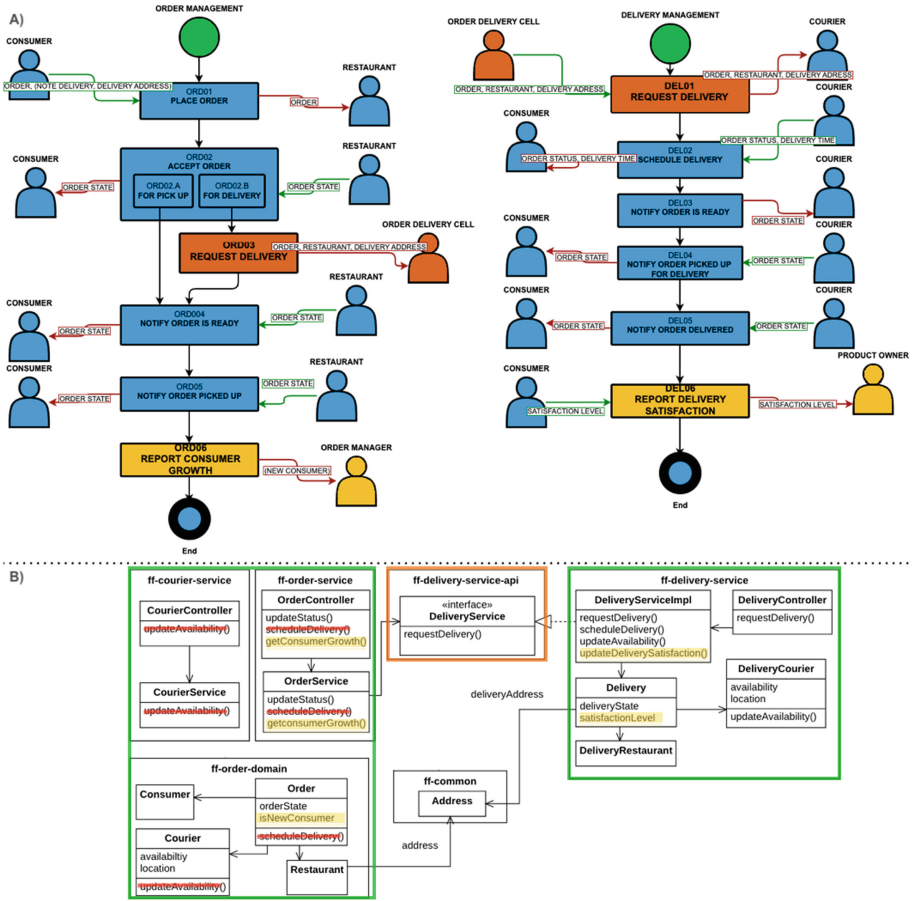 A)
ORDER MANAGEMENT
CONSUMER
ORDER, (NOTE DELIVERY, DELIVERY ADDRESS)
ORD01
PLACE ORDER
ORDER
RESTAURANT
CONSUMER
ORDER STATE
ORD02
ACCEPT ORDER
ORD02.A
FOR PICK UP
ORD02.B
FOR DELIVERY
ORDER STATE
RESTAURANT
ORD03
REQUEST DELIVERY
ORDER, RESTAURANT, DELIVERY ADDRESS
ORDER DELIVERY CELL
CONSUMER
ORDER STATE
ORD004
NOTIFY ORDER IS READY
ORDER STATE
RESTAURANT
CONSUMER
ORDER STATE
ORD05
NOTIFY ORDER PICKED UP
ORDER STATE
RESTAURANT
ORD06
REPORT CONSUMER
GROWTH
(NEW CONSUMER)
ORDER MANAGER
End
ORDER DELIVERY CELL
DELIVERY MANAGEMENT
COURIER
ORDER, RESTAURANT, DELIVERY ADRESS
DEL01
REQUEST DELIVERY
ORDER, RESTAURANT, DELIVERY ADRESS
CONSUMER
ORDER STATUS, DELIVERY TIME
DEL02
SCHEDULE DELIVERY
ORDER STATUS, DELIVERY TIME
COURIER
DEL03
NOTIFY ORDER IS READY
ORDER STATE
COURIER
CONSUMER
ORDER STATE
DEL04
NOTIFY ORDER PICKED UP
FOR DELIVERY
ORDER STATE
COURIER
CONSUMER
ORDER STATE
DEL05
NOTIFY ORDER DELIVERED
ORDER STATE
COURIER
CONSUMER
SATISFACTION LEVEL
DEL06
REPORT DELIVERY
SATISFACTION
SATISFACTION LEVEL
PRODUCT OWNER
End
B)
ff-courier-service
CourierController
updateAvailability()
CourierService
updateAvailability()
ff-order-service
OrderController
updateStatus()
scheduleDelivery()
getConsumerGrowth()
OrderService
updateStatus()
scheduleDelivery()
getconsumerGrowth()
ff-delivery-service-api
«interface»
DeliveryService
requestDelivery()
ff-delivery-service
DeliveryServiceImpl
requestDelivery()
scheduleDelivery()
updateAvailability()
updateDeliverySatisfaction()
DeliveryController
requestDelivery()
Delivery
deliveryState
satisfactionLevel
DeliveryCourier
availability
location
updateAvailability()
DeliveryRestaurant
deliveryAddress
ff-order-domain
Consumer
Order
orderState
isNewConsumer
scheduleDelivery()
Courier
availabiltiy
location
updateAvailability()
Restaurant
address
ff-common
Address